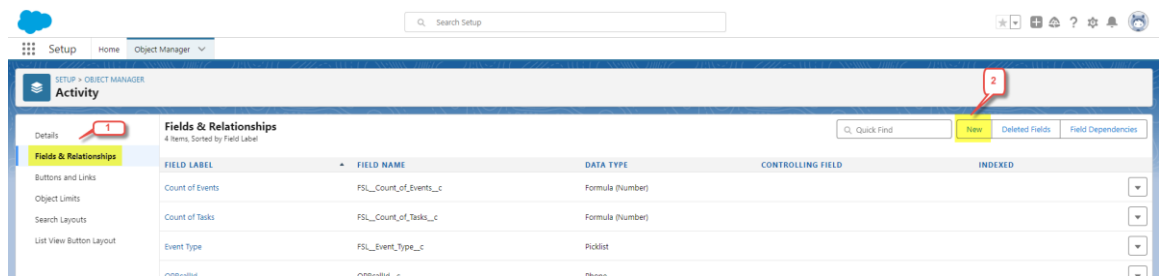 Search Setup
Setup Home Object Manager
SETUP > OBJECT MANAGER
Activity
2
1
Details
Fields & Relationships
Buttons and Links
Object Limits
Search Layouts
List View Button Layout
Fields & Relationships
4 Items, Sorted by Field Label
Quick Find
New Deleted Fields Field Dependencies
FIELD LABEL FIELD NAME DATA TYPE CONTROLLING FIELD INDEXED
Count of Events FSL__Count_of_Events__c Formula (Number)
Count of Tasks FSL__Count_of_Tasks__c Formula (Number)
Event Type FSL__Event_Type__c Picklist
Phone